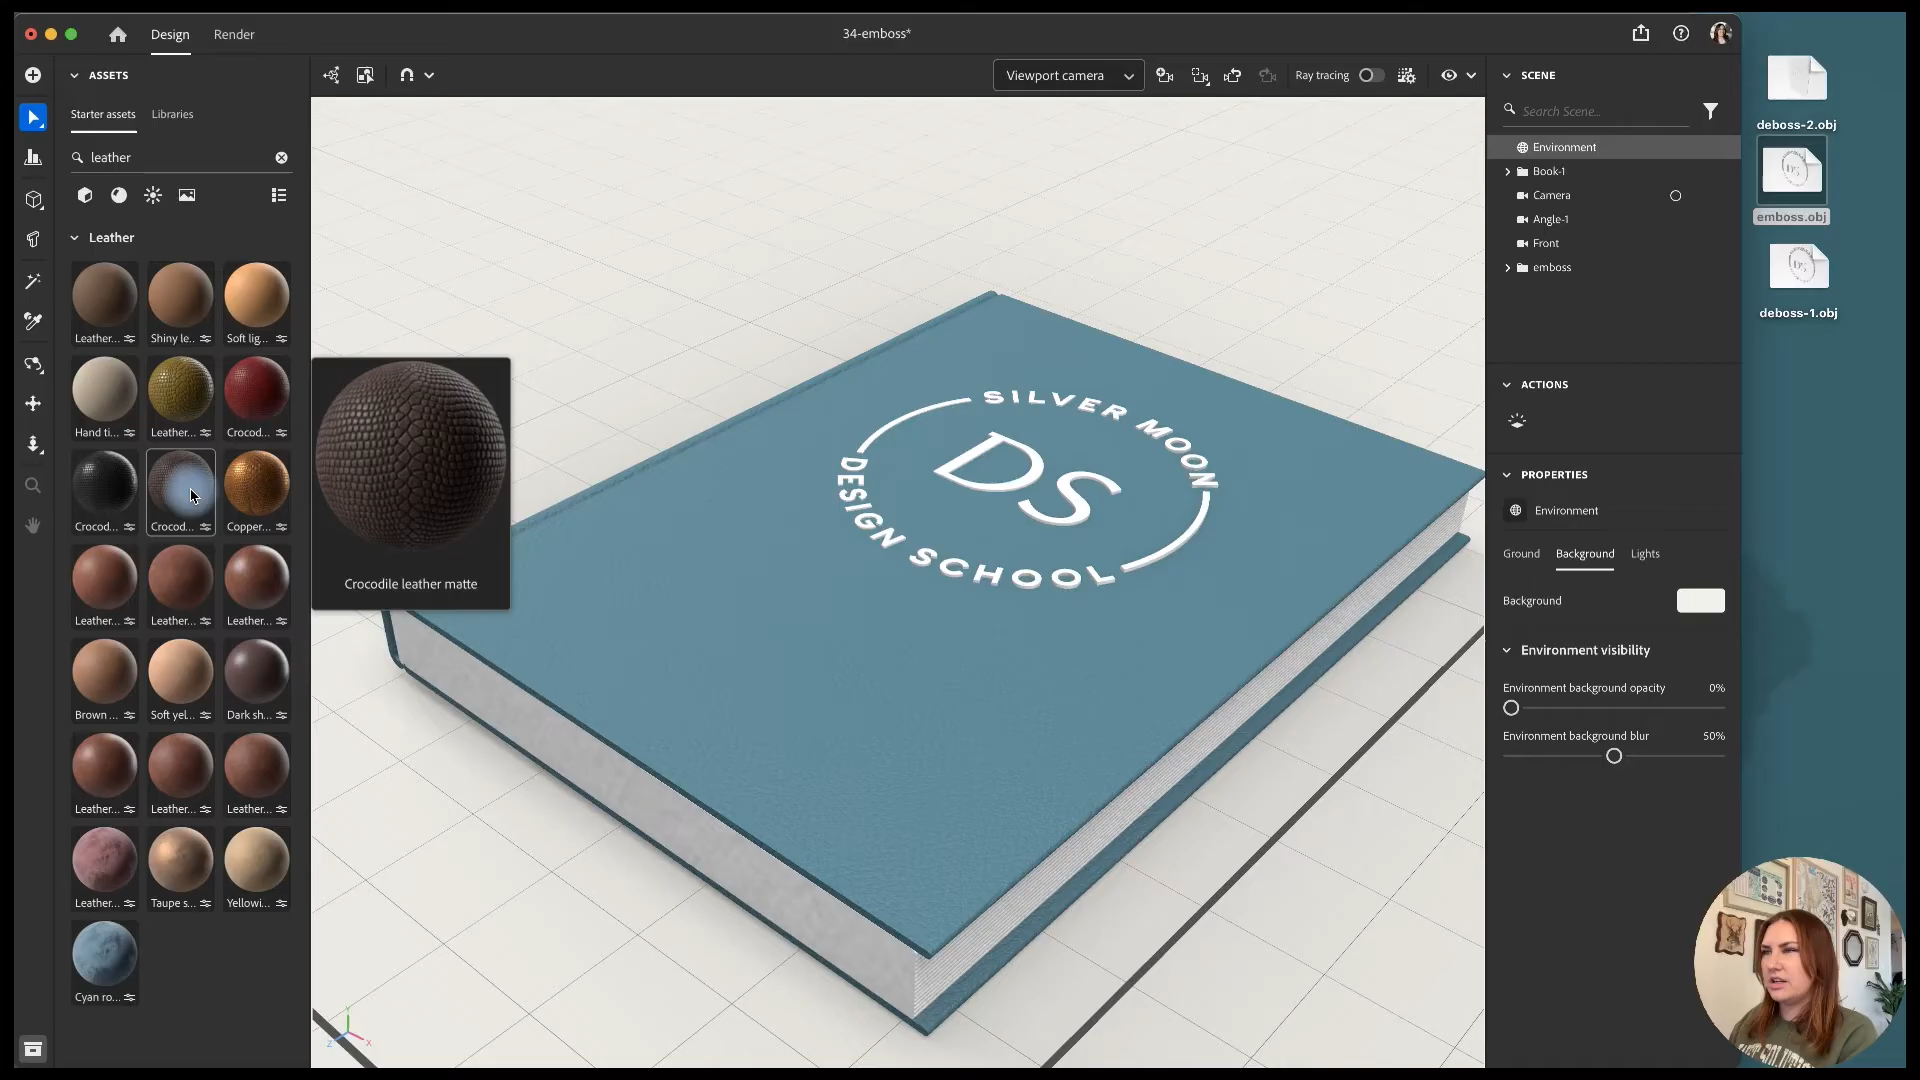 Design
Render
34-emboss*
ASSETS
Starter assets
Libraries
leather
Leather
Leather...
Shiny le...
Soft lig...
Hand ti...
Leather...
Crocod...
Crocod...
Crocod...
Copper...
Leather...
Leather...
Leather...
Brown ...
Soft yel...
Dark sh...
Leather...
Leather...
Leather...
Leather...
Taupe s...
Yellowi...
Cyan ro...
Viewport camera
Ray tracing
Crocodile leather matte
SILVER MOON
DS
DESIGN SCHOOL
Y
Z
X
SCENE
Search Scene...
Environment
Book-1
Camera
Angle-1
Front
emboss
ACTIONS
PROPERTIES
Environment
Ground
Background
Lights
Background
Environment visibility
Environment background opacity
0%
Environment background blur
50%
deboss-2.obj
emboss.obj
deboss-1.obj